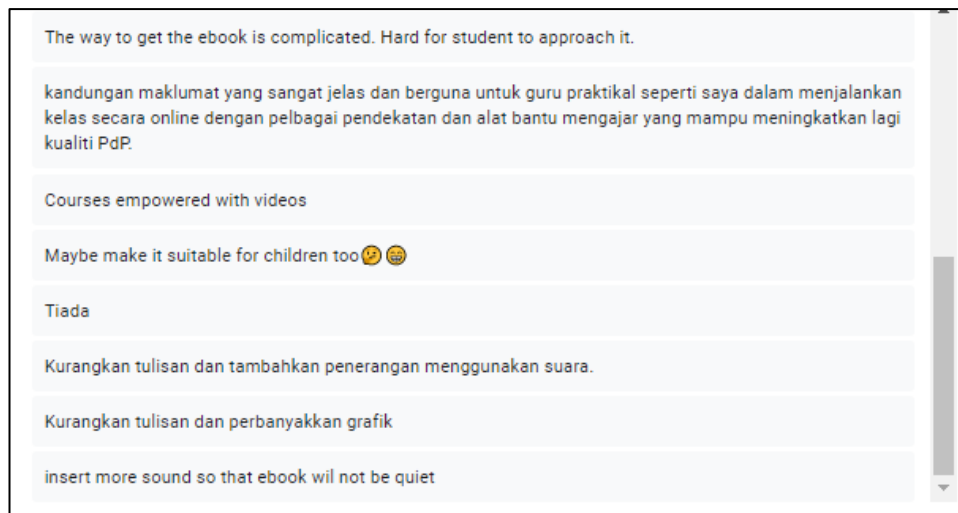 The way to get the ebook is complicated. Hard for student to approach it.
kandungan maklumat yang sangat jelas dan berguna untuk guru praktikal seperti saya dalam menjalankan
kelas secara online dengan pelbagai pendekatan dan alat bantu mengajar yang mampu meningkatkan lagi
kualiti PdP.
Courses empowered with videos
Maybe make it suitable for children too🤔😁
Tiada
Kurangkan tulisan dan tambahkan penerangan menggunakan suara.
Kurangkan tulisan dan perbanyakkan grafik
insert more sound so that ebook wil not be quiet